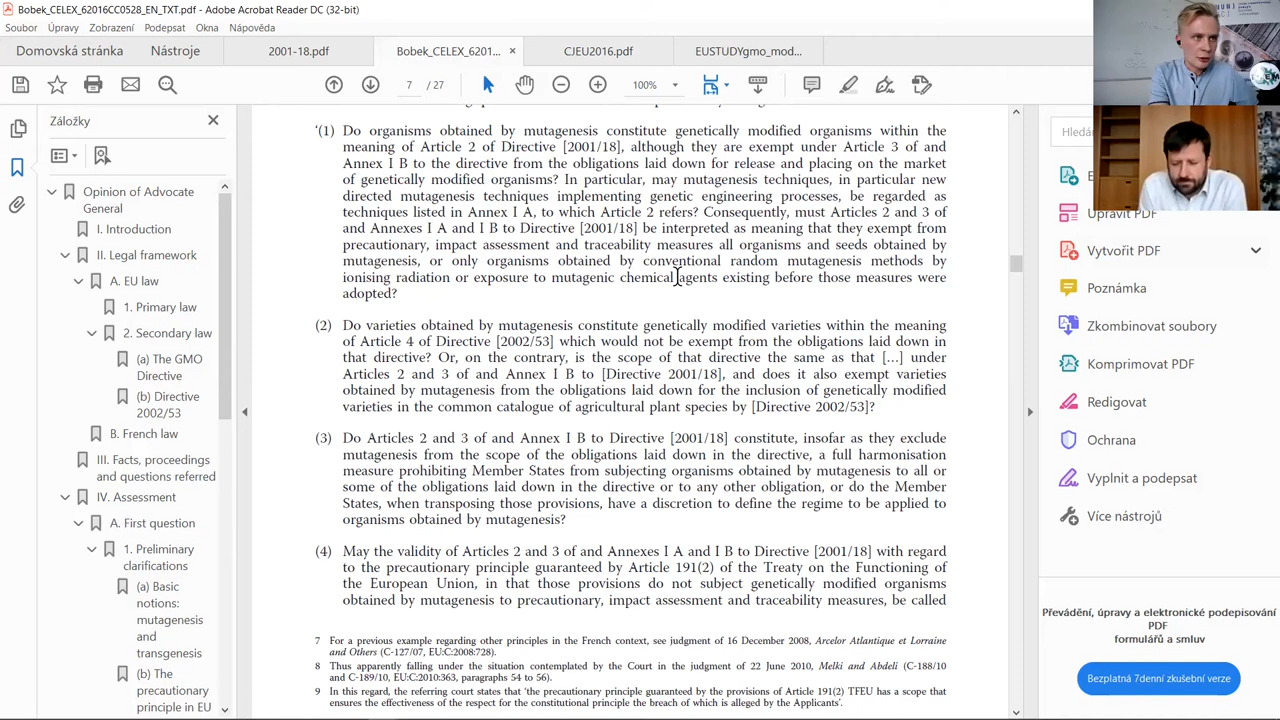 Bobek_CELEX_62016CC0528_EN_TXT.pdf - Adobe Acrobat Reader DC (32-bit)
Soubor Úpravy Zobrazení Podepsat Okna Nápověda
Domovská stránka Nástroje 2001-18.pdf Bobek_CELEX_6201... CJEU2016.pdf EUSTUDYgmo_mod...
7 / 27 100%
Záložky
Opinion of Advocate
General
I. Introduction
II. Legal framework
A. EU law
1. Primary law
2. Secondary law
(a) The GMO
Directive
(b) Directive
2002/53
B. French law
III. Facts, proceedings
and questions referred
IV. Assessment
A. First question
1. Preliminary
clarifications
(a) Basic
notions:
mutagenesis
and
transgenesis
(b) The
precautionary
principle in EU
‘(1) Do organisms obtained by mutagenesis constitute genetically modified organisms within the
meaning of Article 2 of Directive [2001/18], although they are exempt under Article 3 of and
Annex I B to the directive from the obligations laid down for release and placing on the market
of genetically modified organisms? In particular, may mutagenesis techniques, in particular new
directed mutagenesis techniques implementing genetic engineering processes, be regarded as
techniques listed in Annex I A, to which Article 2 refers? Consequently, must Articles 2 and 3 of
and Annexes I A and I B to Directive [2001/18] be interpreted as meaning that they exempt from
precautionary, impact assessment and traceability measures all organisms and seeds obtained by
mutagenesis, or only organisms obtained by conventional random mutagenesis methods by
ionising radiation or exposure to mutagenic chemical agents existing before those measures were
adopted?
(2) Do varieties obtained by mutagenesis constitute genetically modified varieties within the meaning
of Article 4 of Directive [2002/53] which would not be exempt from the obligations laid down in
that directive? Or, on the contrary, is the scope of that directive the same as that […] under
Articles 2 and 3 of and Annex I B to [Directive 2001/18], and does it also exempt varieties
obtained by mutagenesis from the obligations laid down for the inclusion of genetically modified
varieties in the common catalogue of agricultural plant species by [Directive 2002/53]?
(3) Do Articles 2 and 3 of and Annex I B to Directive [2001/18] constitute, insofar as they exclude
mutagenesis from the scope of the obligations laid down in the directive, a full harmonisation
measure prohibiting Member States from subjecting organisms obtained by mutagenesis to all or
some of the obligations laid down in the directive or to any other obligation, or do the Member
States, when transposing those provisions, have a discretion to define the regime to be applied to
organisms obtained by mutagenesis?
(4) May the validity of Articles 2 and 3 of and Annexes I A and I B to Directive [2001/18] with regard
to the precautionary principle guaranteed by Article 191(2) of the Treaty on the Functioning of
the European Union, in that those provisions do not subject genetically modified organisms
obtained by mutagenesis to precautionary, impact assessment and traceability measures, be called
7 For a previous example regarding other principles in the French context, see judgment of 16 December 2008, Arcelor Atlantique et Lorraine
and Others (C-127/07, EU:C:2008:728).
8 Thus apparently falling under the situation contemplated by the Court in the judgment of 22 June 2010, Melki and Abdeli (C-188/10
and C-189/10, EU:C:2010:363, paragraphs 54 to 56).
9 In this regard, the referring court states that ‘the precautionary principle guaranteed by the provisions of Article 191(2) TFEU has a scope that
ensures the effectiveness of the respect for the constitutional principle the breach of which is alleged by the Applicants’.
Hledá
Upravit PDF
Vytvořit PDF
Poznámka
Zkombinovat soubory
Komprimovat PDF
Redigovat
Ochrana
Vyplnit a podepsat
Více nástrojů
Převádění, úpravy a elektronické podepisování
PDF
formulářů a smluv
Bezplatná 7denní zkušební verze